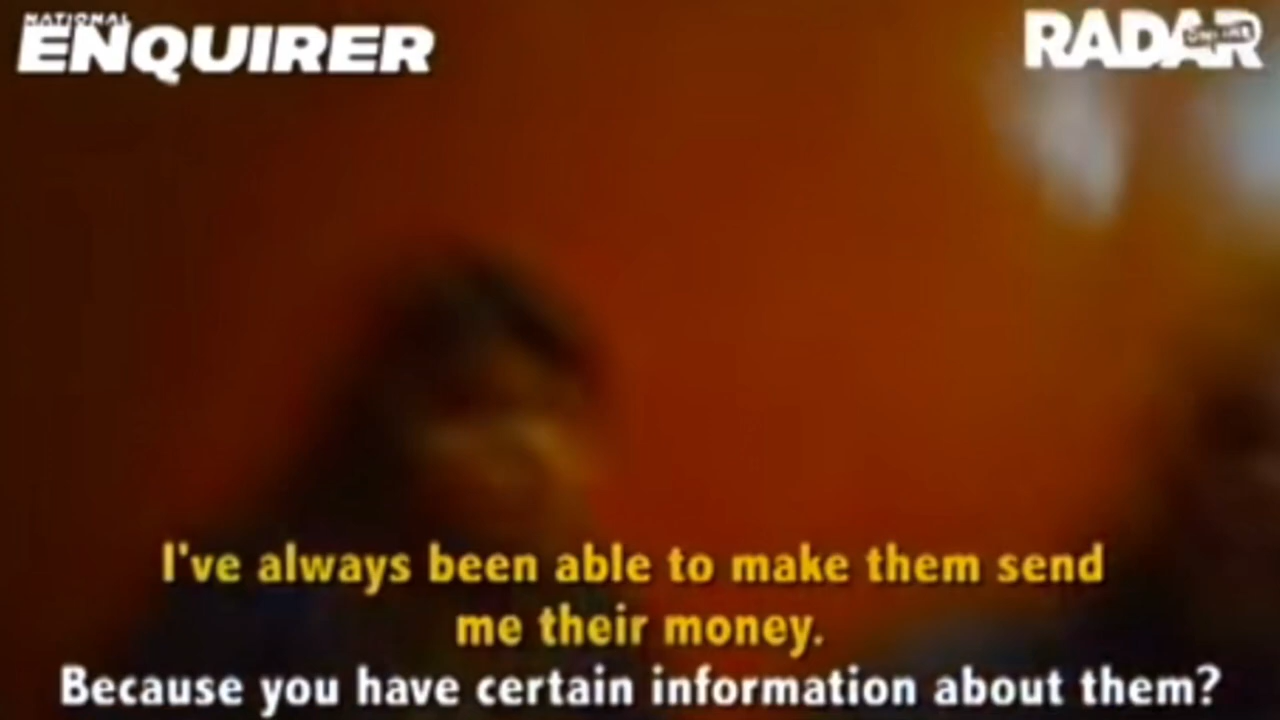 NATIONAL
ENQUIRER
RADAR
ONLINE
I've always been able to make them send
me their money.
Because you have certain information about them?